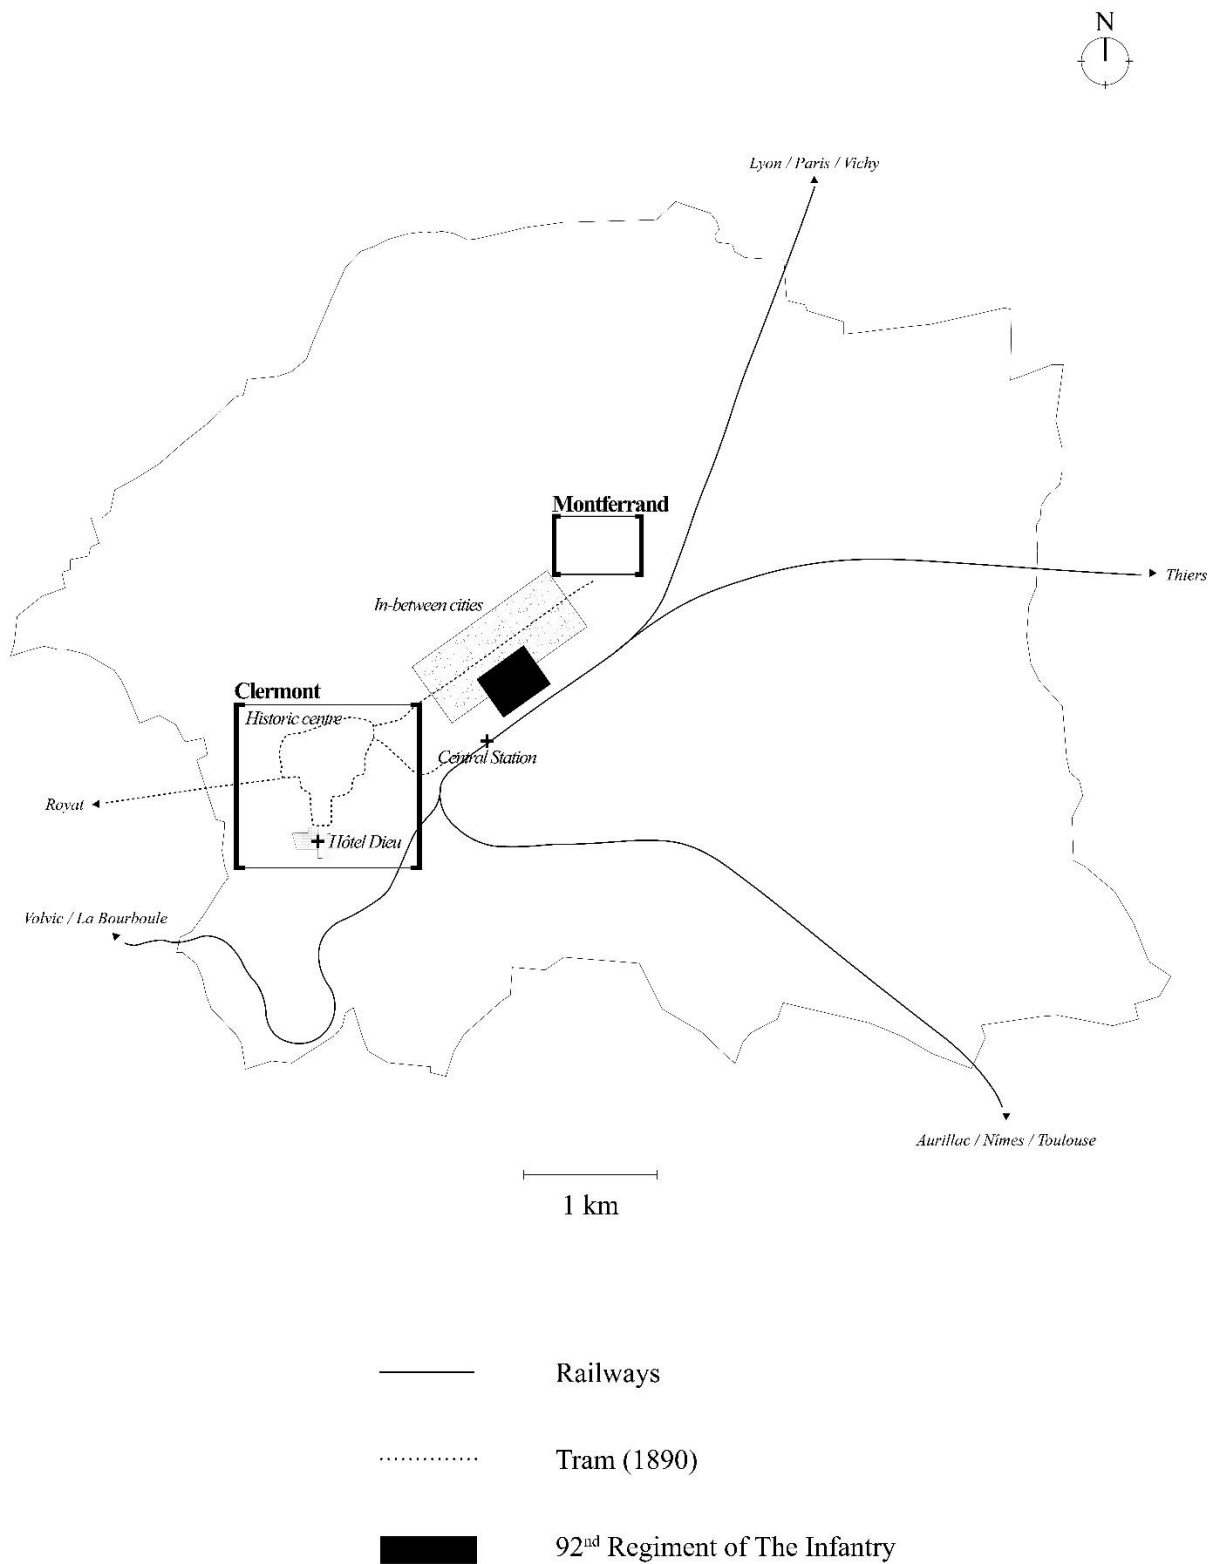 N
Lyon / Paris / Vichy
Montferrand
Thiers
In-between cities
Clermont
Historic centre
Central Station
Royat
Hôtel Dieu
Volvic / La Bourboule
Aurillac / Nîmes / Toulouse
1 km
Railways
Tram (1890)
92nd Regiment of The Infantry